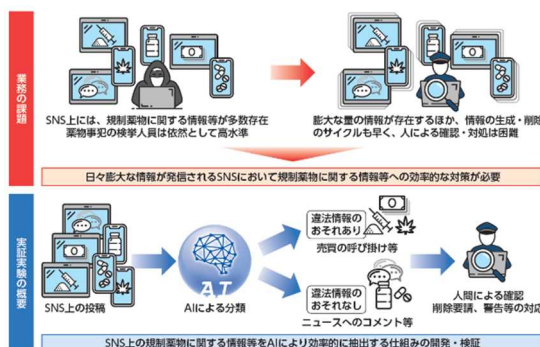 業務の課題
SNS上には、規制薬物に関する情報等が多数存在
薬物事犯の検挙人員は依然として高水準
膨大な量の情報が存在するほか、情報の生成・削除
のサイクルも早く、人による確認・対処は困難
日々膨大な情報が発信されるSNSにおいて規制薬物に関する情報等への効率的な対策が必要
実証実験の概要
SNS上の投稿
AI
AIによる分類
違法情報の
おそれあり
売買の呼び掛け等
違法情報の
おそれなし
ニュースへのコメント等
人間による確認
削除要請、警告等の対応
SNS上の規制薬物に関する情報等をAIにより効率的に抽出する仕組みの開発・検証